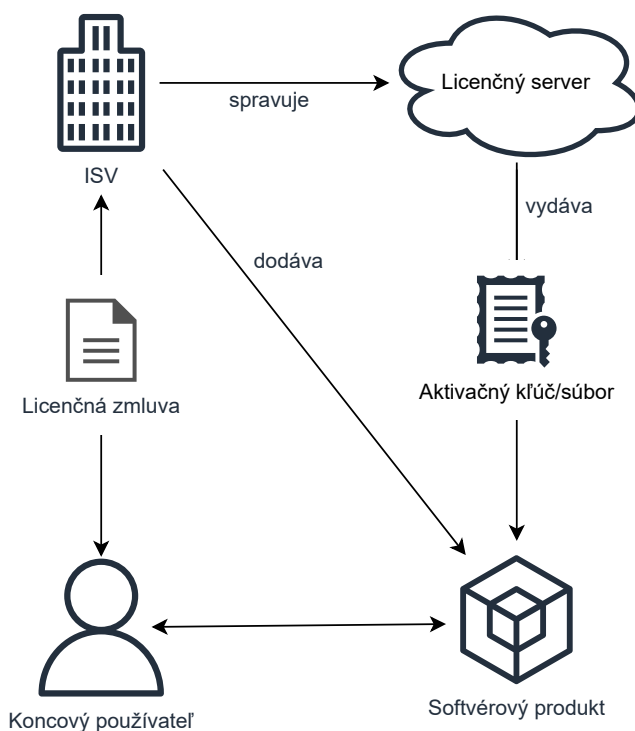 Licenčný server
spravuje
ISV
vydáva
dodáva
Aktivačný kľúč/súbor
Licenčná zmluva
Softvérový produkt
Koncový používateľ